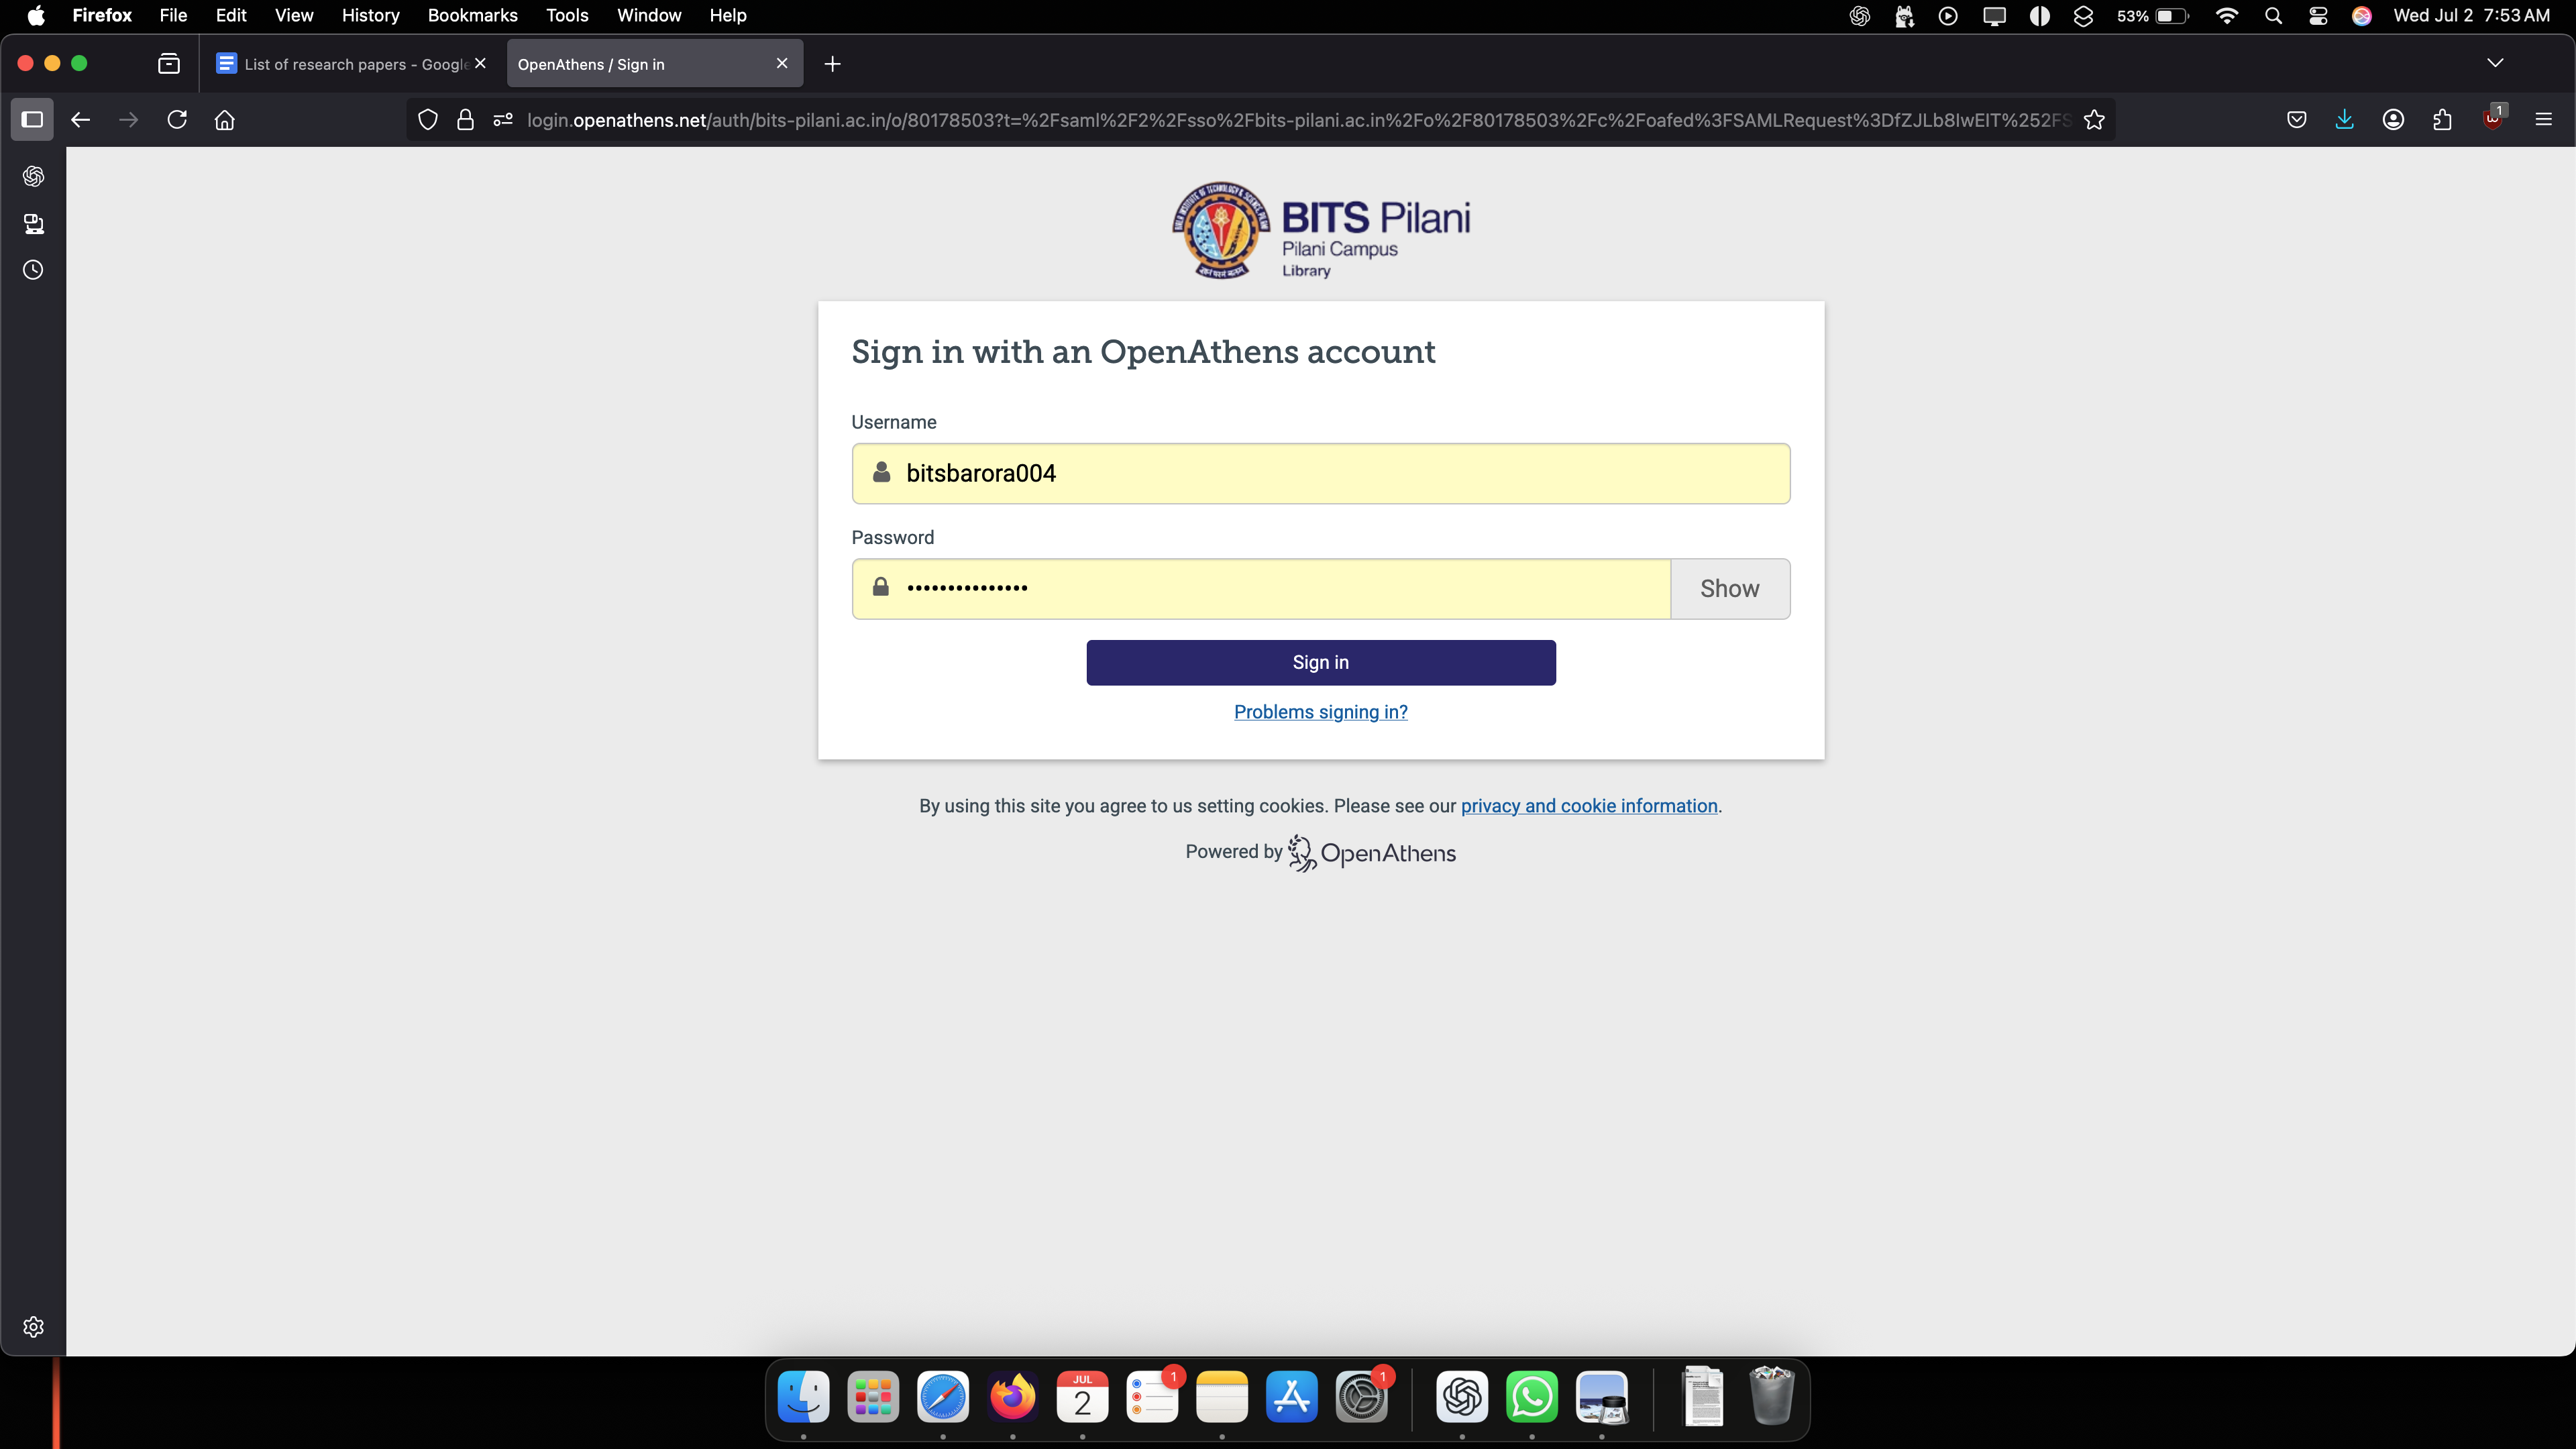 Firefox File Edit View History Bookmarks Tools Window Help 53% Wed Jul 2 7:53 AM
List of research papers - Google OpenAthens / Sign in
login.openathens.net/auth/bits-pilani.ac.in/o/80178503?t=%2Fsaml%2F2%2Fsso%2Fbits-pilani.ac.in%2Fo%2F80178503%2Fc%2Foafed%3FSAMLRequest%3DfZJLb8IwEIT%252FS 1
BITS Pilani
Pilani Campus
Library
Sign in with an OpenAthens account
Username
bitsbarora004
Password
•••••••••••••••
Show
Sign in
Problems signing in?
By using this site you agree to us setting cookies. Please see our privacy and cookie information.
Powered by OpenAthens
JUL
2
1
1